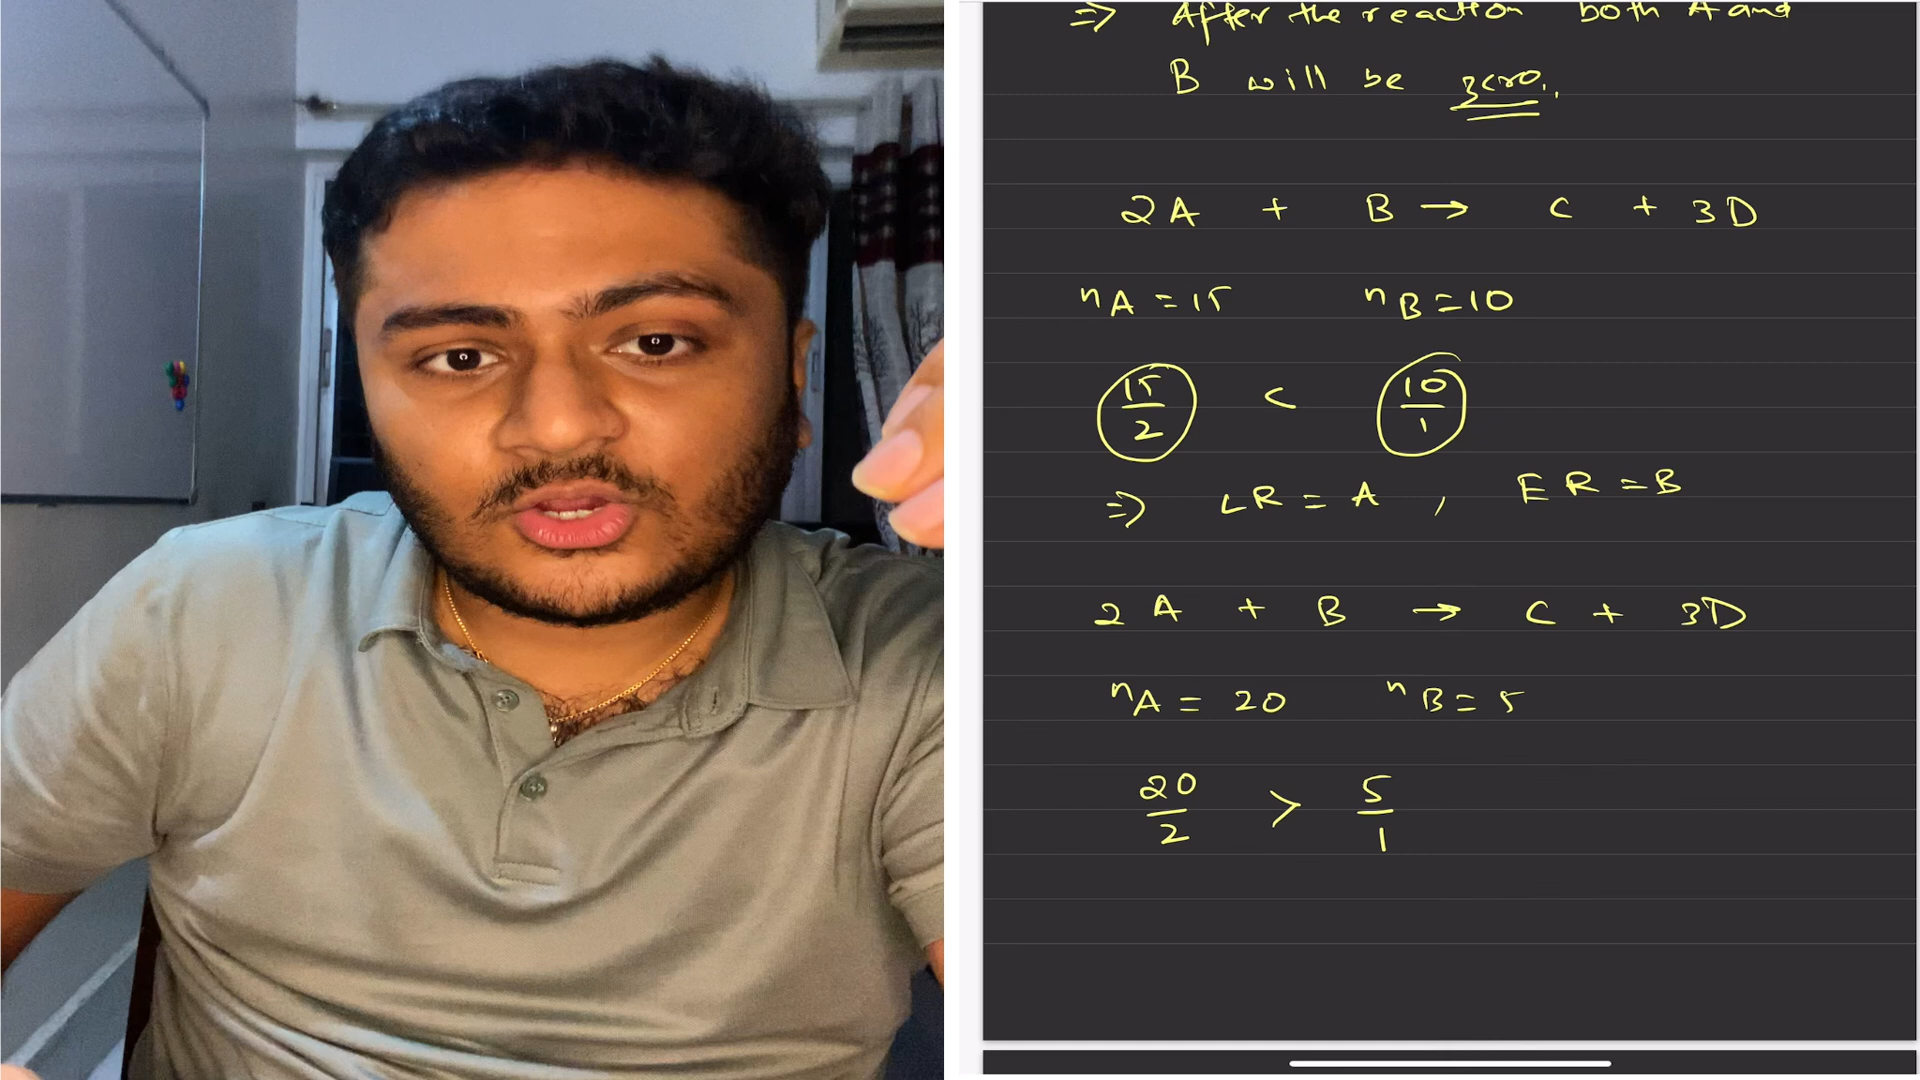 => After the reaction both A and
B will be zero..
2A + B → C + 3D
nA = 15 nB = 10
15/2 < 10/1
=> LR = A , ER = B
2A + B → C + 3D
nA = 20 nB = 5
20/2 > 5/1